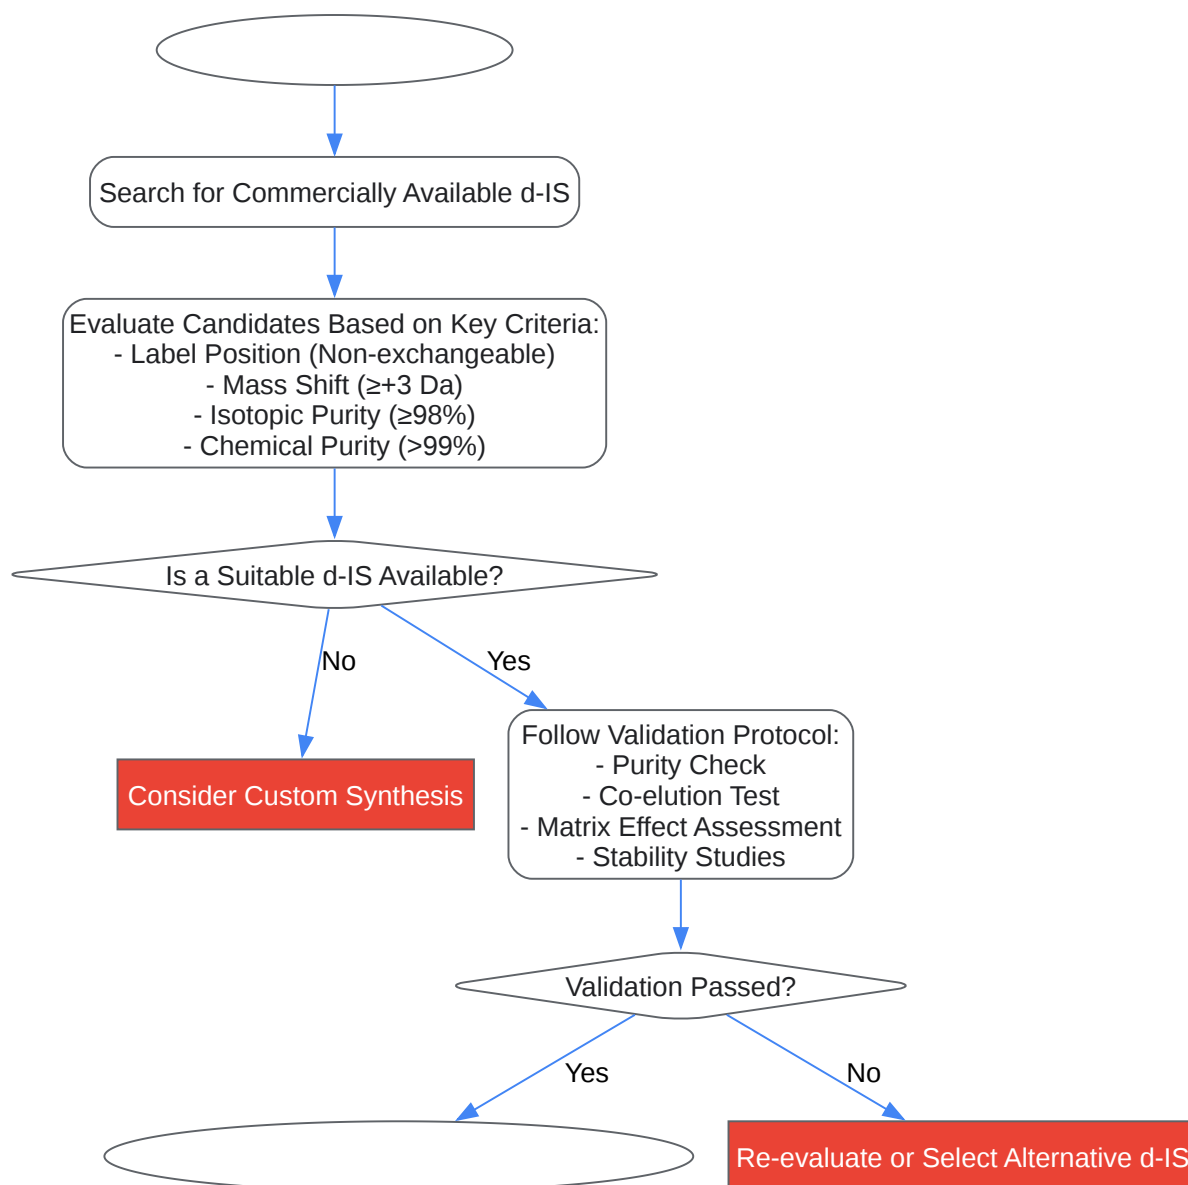 Search for Commercially Available d-IS
Evaluate Candidates Based on Key Criteria:
- Label Position (Non-exchangeable)
- Mass Shift (≥+3 Da)
- Isotopic Purity (≥98%)
- Chemical Purity (>99%)
Is a Suitable d-IS Available?
No
Yes
Consider Custom Synthesis
Follow Validation Protocol:
- Purity Check
- Co-elution Test
- Matrix Effect Assessment
- Stability Studies
Validation Passed?
Yes
No
Re-evaluate or Select Alternative d-IS